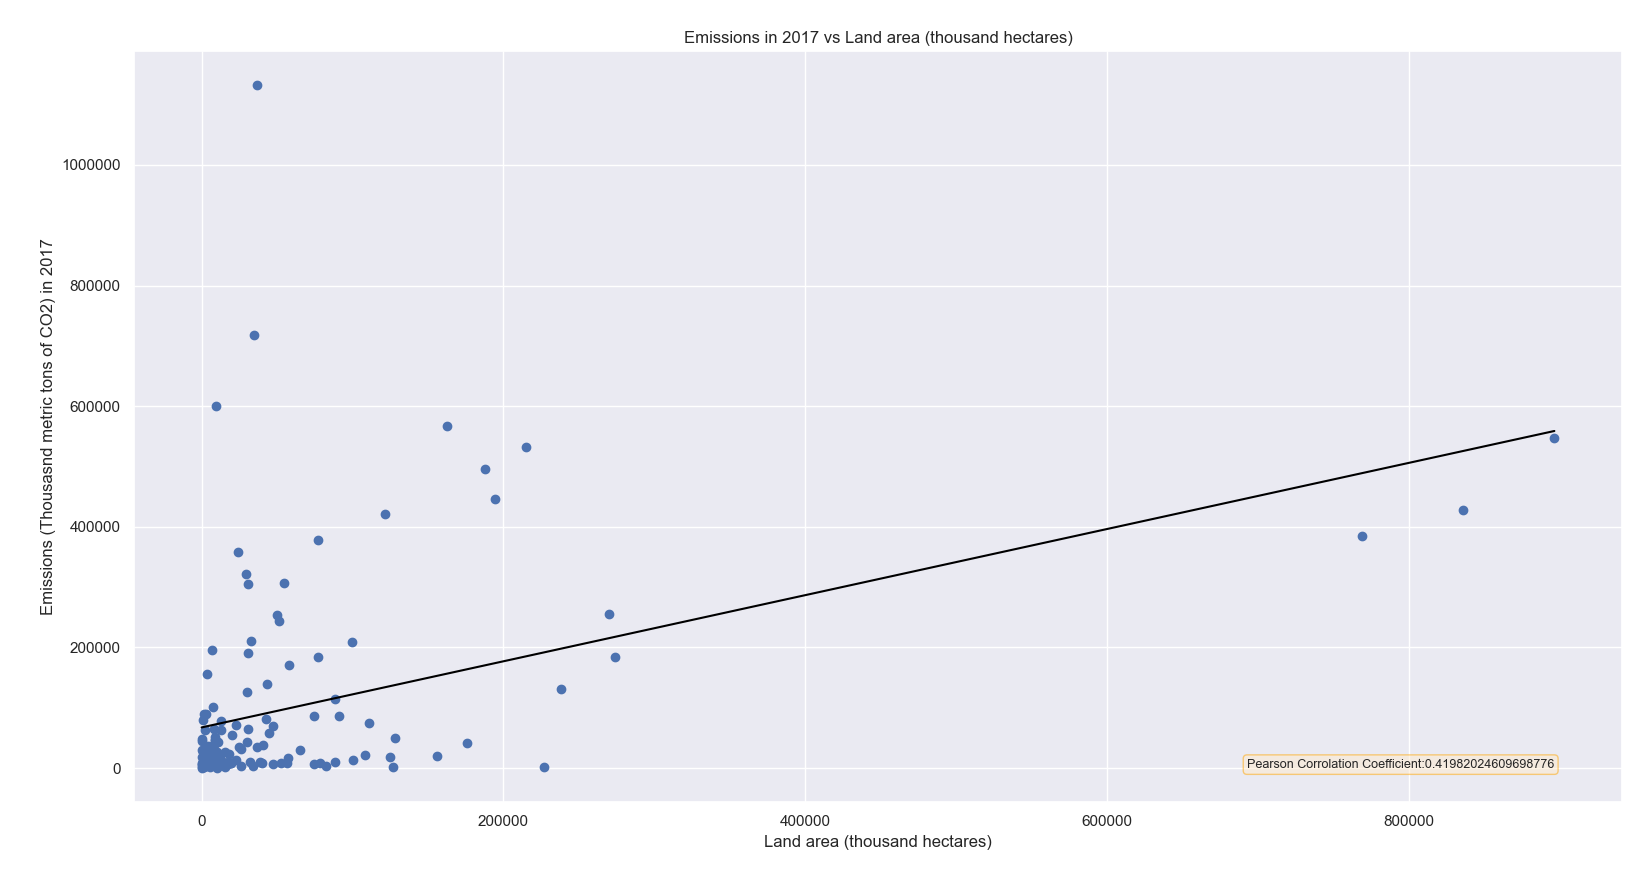 Emissions in 2017 vs Land area (thousand hectares)
Emissions (Thousasnd metric tons of CO2) in 2017
1000000
800000
600000
400000
200000
0
Pearson Corrolation Coefficient:0.41982024609698776
0
200000
400000
600000
800000
Land area (thousand hectares)